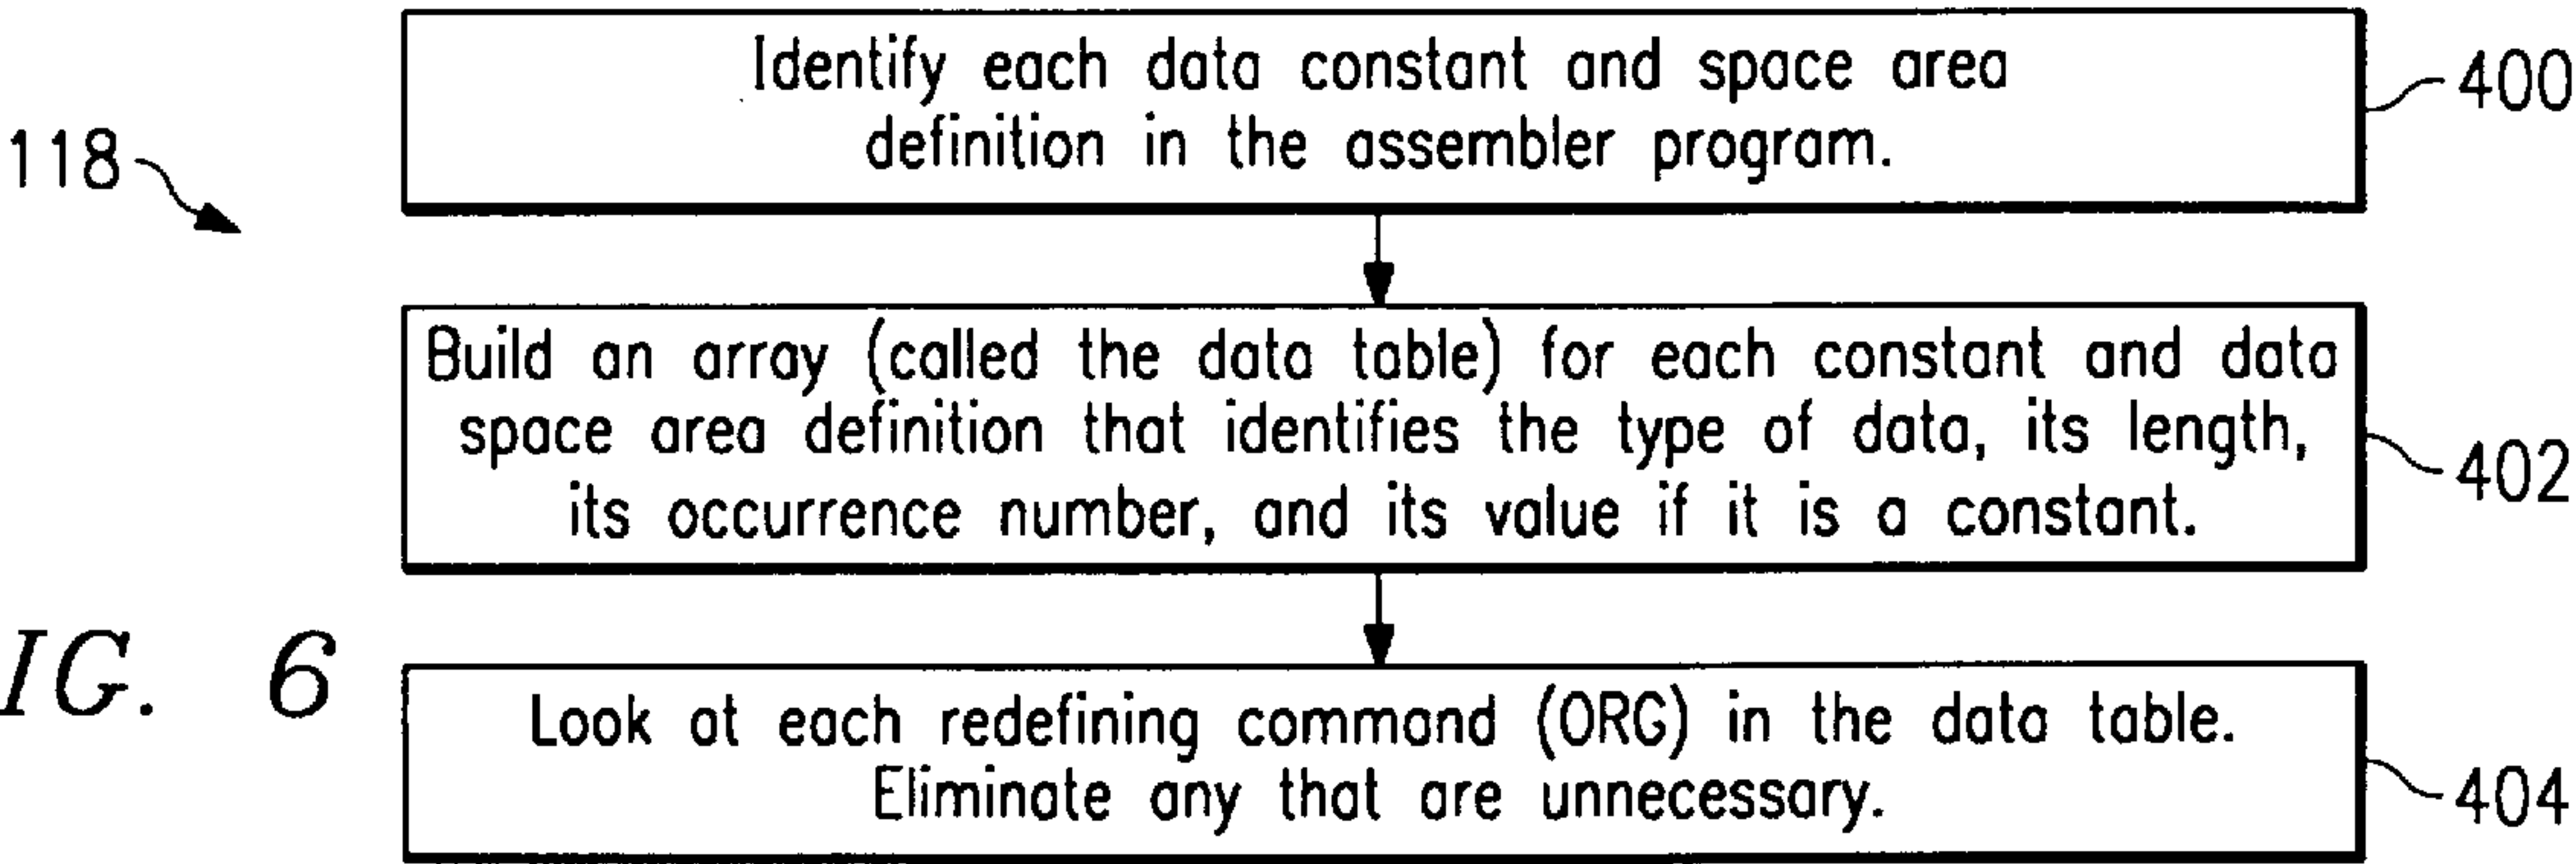 Identify each data constant and space area
definition in the assembler program.
400
118
Build an array (called the data table) for each constant and data
space area definition that identifies the type of data, its length,
its occurrence number, and its value if it is a constant.
402
IG. 6
Look at each redefining command (ORG) in the data table.
Eliminate any that are unnecessary.
404